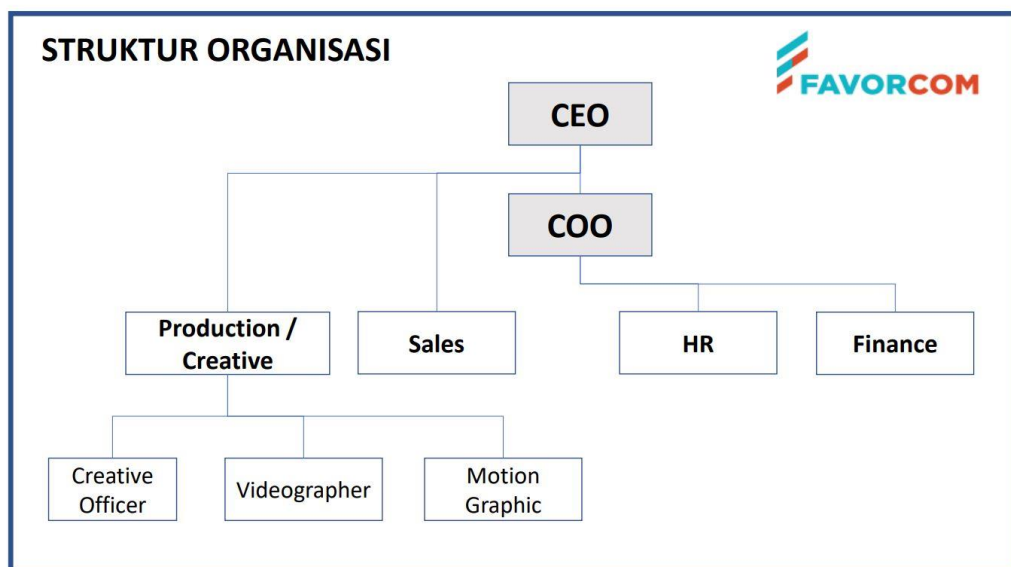 STRUKTUR ORGANISASI
FAVORCOM
CEO
COO
Production /
Creative
Sales
HR
Finance
Creative
Officer
Videographer
Motion
Graphic